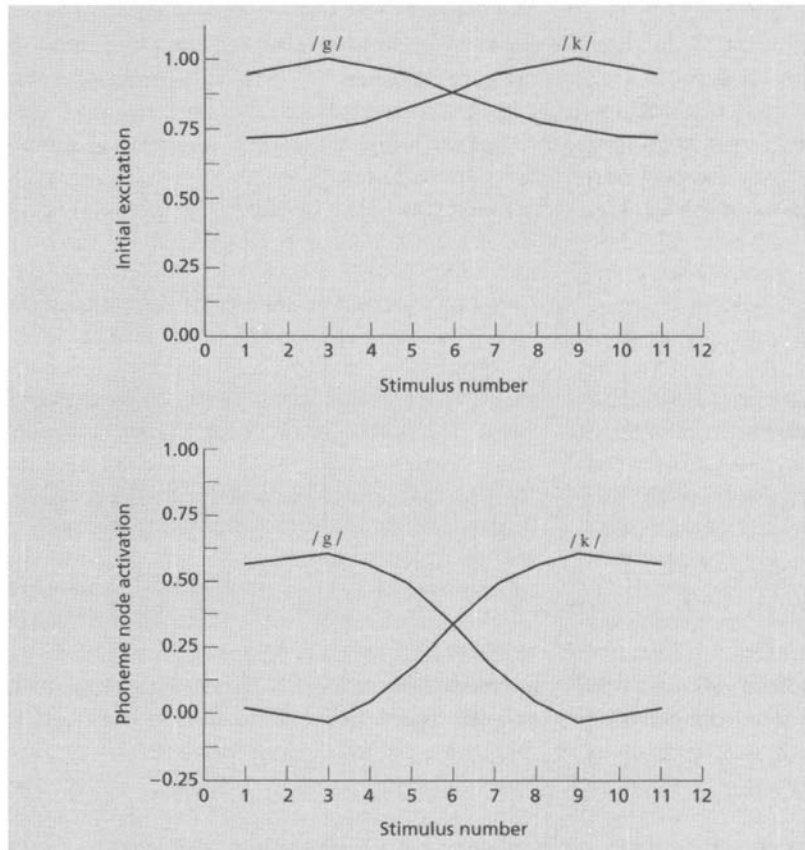 /g/ /k/
1.00
0.75
0.50
0.25
0.00
Initial excitation
0 1 2 3 4 5 6 7 8 9 10 11 12
Stimulus number
1.00
0.75
0.50
0.25
0.00
−0.25
/g/ /k/
Phoneme node activation
0 1 2 3 4 5 6 7 8 9 10 11 12
Stimulus number